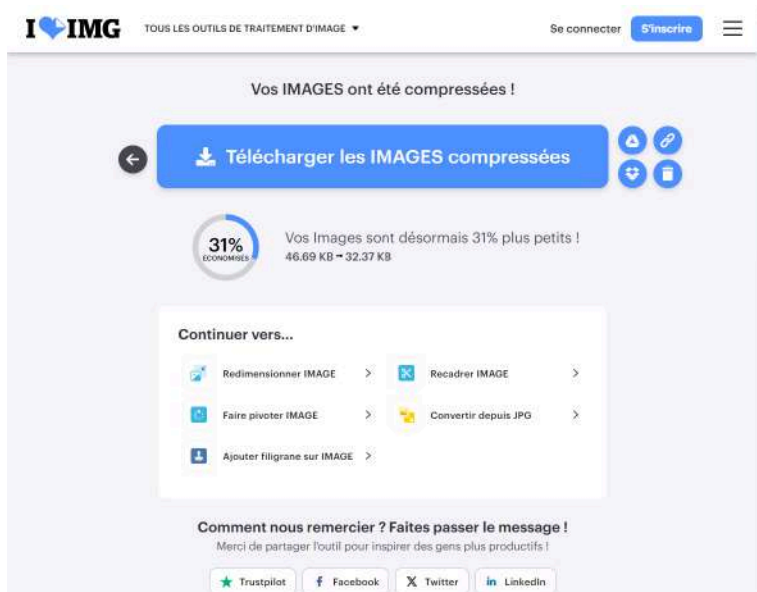 I IMG
TOUS LES OUTILS DE TRAITEMENT D'IMAGE
Se connecter
S'inscrire
Vos IMAGES ont été compressées !
Télécharger les IMAGES compressées
31%
ÉCONOMISÉS
Vos Images sont désormais 31% plus petits !
46.69 KB → 32.37 KB
Continuer vers...
Redimensionner IMAGE
Recadrer IMAGE
Faire pivoter IMAGE
Convertir depuis JPG
Ajouter filigrane sur IMAGE
Comment nous remercier ? Faites passer le message !
Merci de partager l'outil pour inspirer des gens plus productifs !
Trustpilot
Facebook
Twitter
LinkedIn